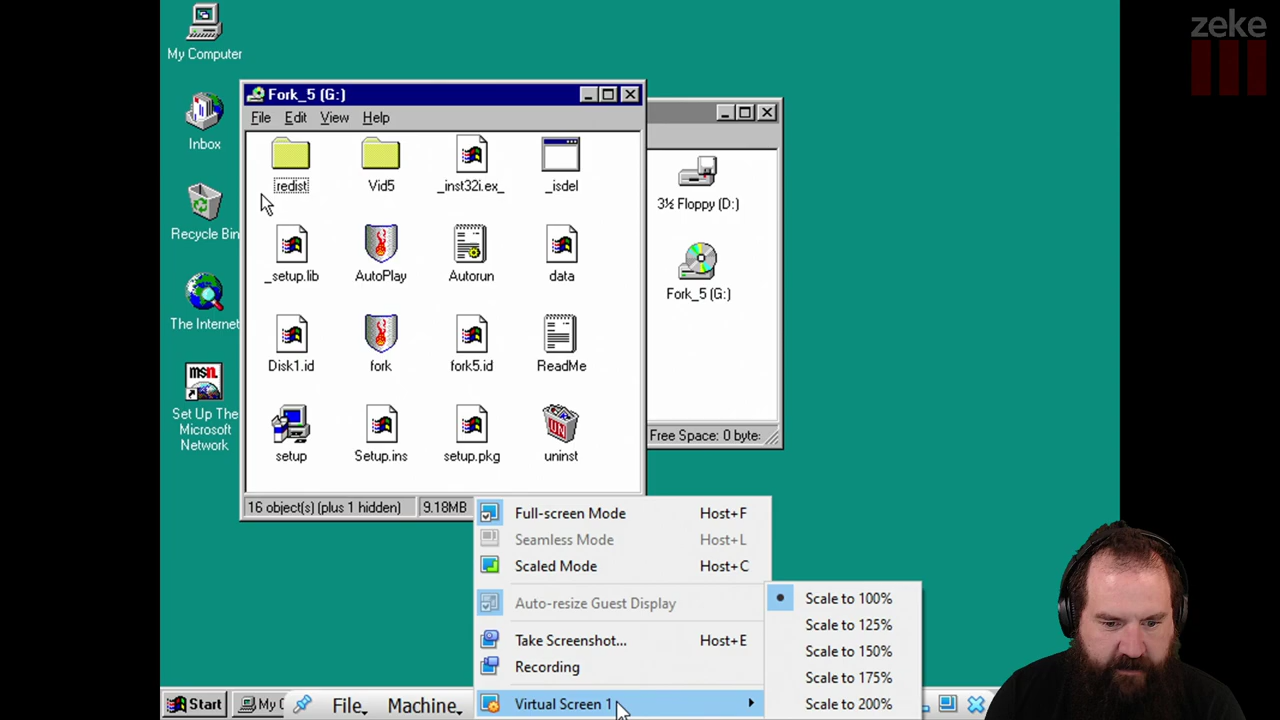 zeke
My Computer
Inbox
Recycle Bin
The Internet
Set Up The
Microsoft
Network
Fork_5 (G:)
File Edit View Help
redist Vid5 _inst32i.ex_ _isdel
_setup.lib AutoPlay Autorun data
Disk1.id fork fork5.id ReadMe
setup Setup.ins setup.pkg uninst
16 object(s) (plus 1 hidden) 9.18MB
3½ Floppy (D:)
Fork_5 (G:)
Free Space: 0 byte:
Full-screen Mode Host+F
Seamless Mode Host+L
Scaled Mode Host+C
Auto-resize Guest Display
Take Screenshot... Host+E
Recording
Virtual Screen 1
Scale to 100%
Scale to 125%
Scale to 150%
Scale to 175%
Scale to 200%
Start My C File Machine